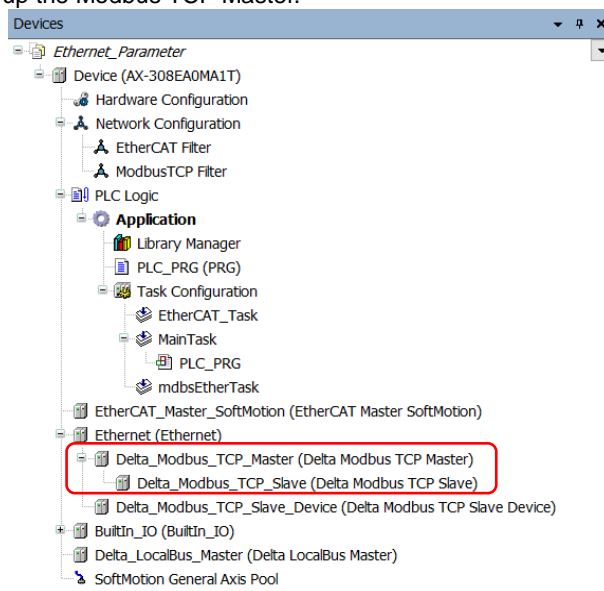 up the Modbus TCP Master.
Devices
Ethernet_Parameter
Device (AX-308EA0MA1T)
Hardware Configuration
Network Configuration
EtherCAT Filter
ModbusTCP Filter
PLC Logic
Application
Library Manager
PLC_PRG (PRG)
Task Configuration
EtherCAT_Task
MainTask
PLC_PRG
mdbsEtherTask
EtherCAT_Master_SoftMotion (EtherCAT Master SoftMotion)
Ethernet (Ethernet)
Delta_Modbus_TCP_Master (Delta Modbus TCP Master)
Delta_Modbus_TCP_Slave (Delta Modbus TCP Slave)
Delta_Modbus_TCP_Slave_Device (Delta Modbus TCP Slave Device)
BuiltIn_IO (BuiltIn_IO)
Delta_LocalBus_Master (Delta LocalBus Master)
SoftMotion General Axis Pool